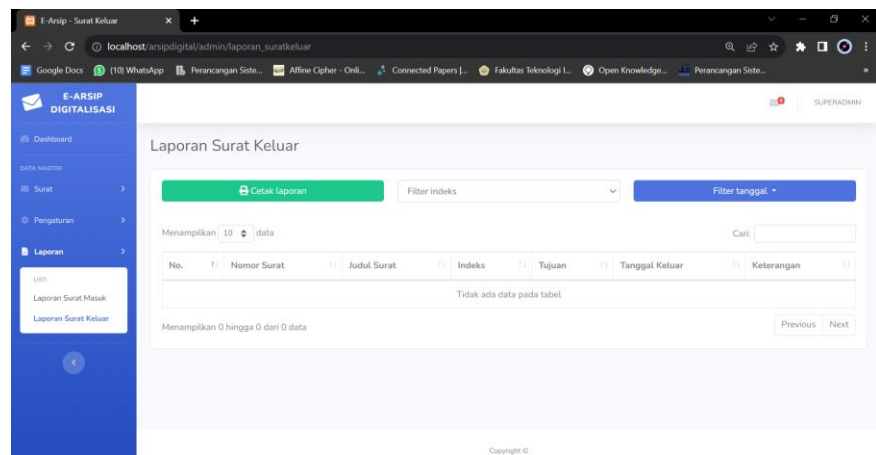 E-Arsip - Surat Keluar
localhost/arsipdigital/admin/laporan_suratkeluar
Google Docs (10) WhatsApp Perancangan Siste... Affine Cipher - Onli... Connected Papers |... Fakultas Teknologi I... Open Knowledge... Perancangan Siste...
E-ARSIP
DIGITALISASI
SUPERADMIN
Dashboard
Laporan Surat Keluar
DATA MASTER
Surat
Cetak laporan Filter indeks Filter tanggal
Pengaturan
Menampilkan 10 data Cari:
Laporan
No. Nomor Surat Judul Surat Indeks Tujuan Tanggal Keluar Keterangan
LIST:
Laporan Surat Masuk
Tidak ada data pada tabel
Laporan Surat Keluar
Menampilkan 0 hingga 0 dari 0 data Previous Next
Copyright ©